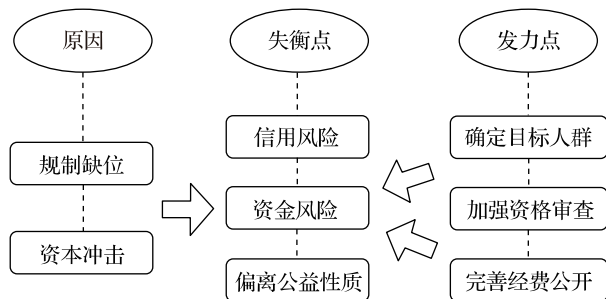 原因
失衡点
发力点
规制缺位
资本冲击
信用风险
资金风险
偏离公益性质
确定目标人群
加强资格审查
完善经费公开